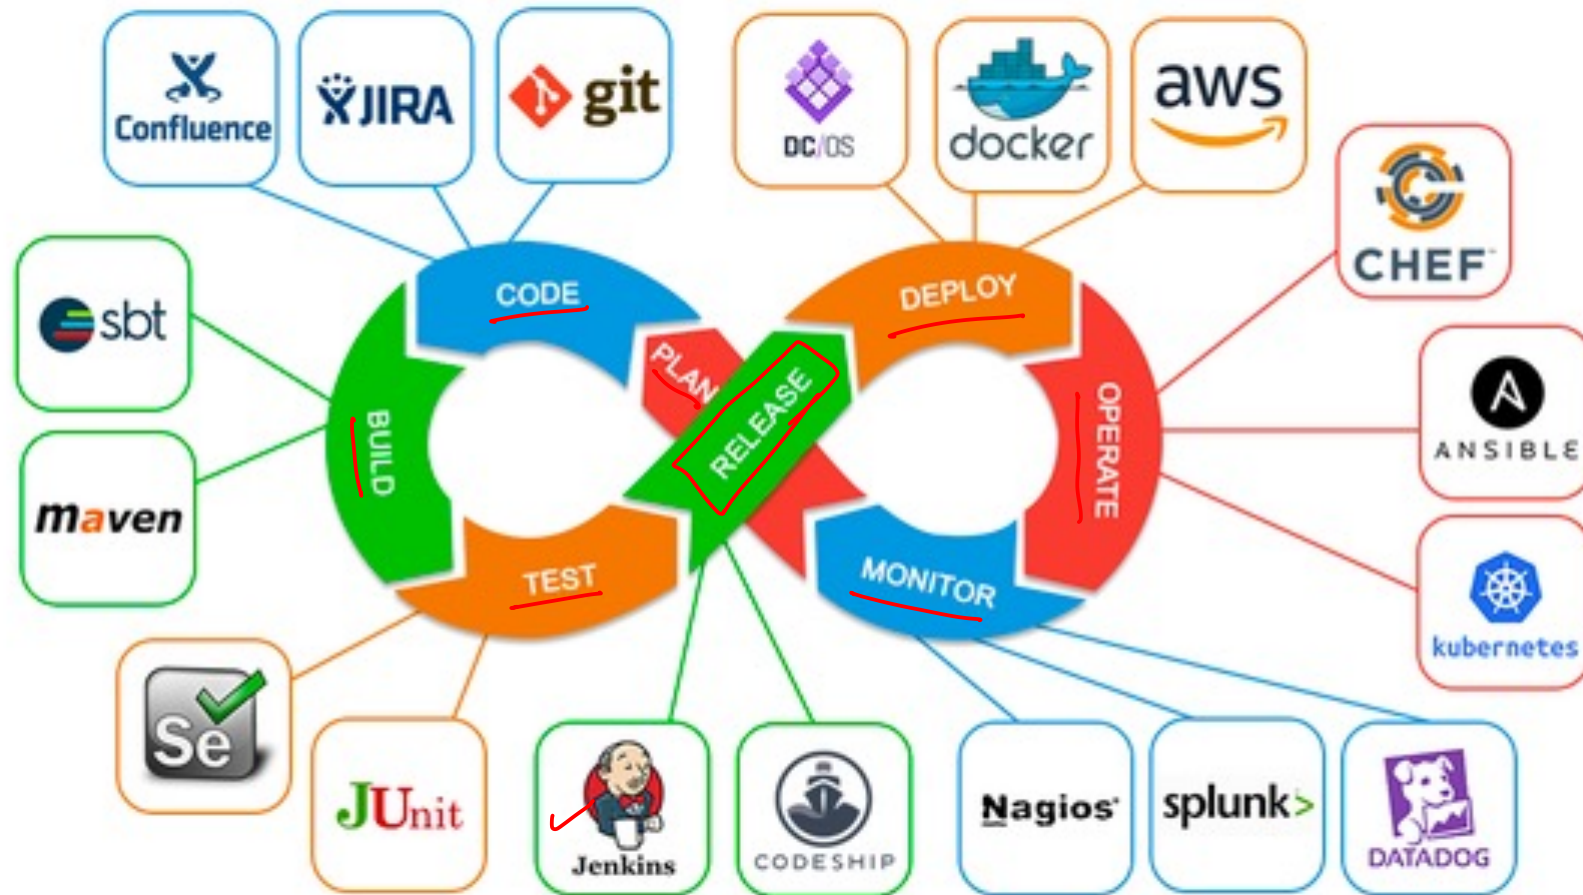 Confluence
JIRA
git
DC/OS
docker
aws
CHEF
sbt
CODE
DEPLOY
PLAN
RELEASE
BUILD
OPERATE
ANSIBLE
maven
TEST
MONITOR
kubernetes
Se
JUnit
Jenkins
CODESHIP
Nagios®
splunk>
DATADOG